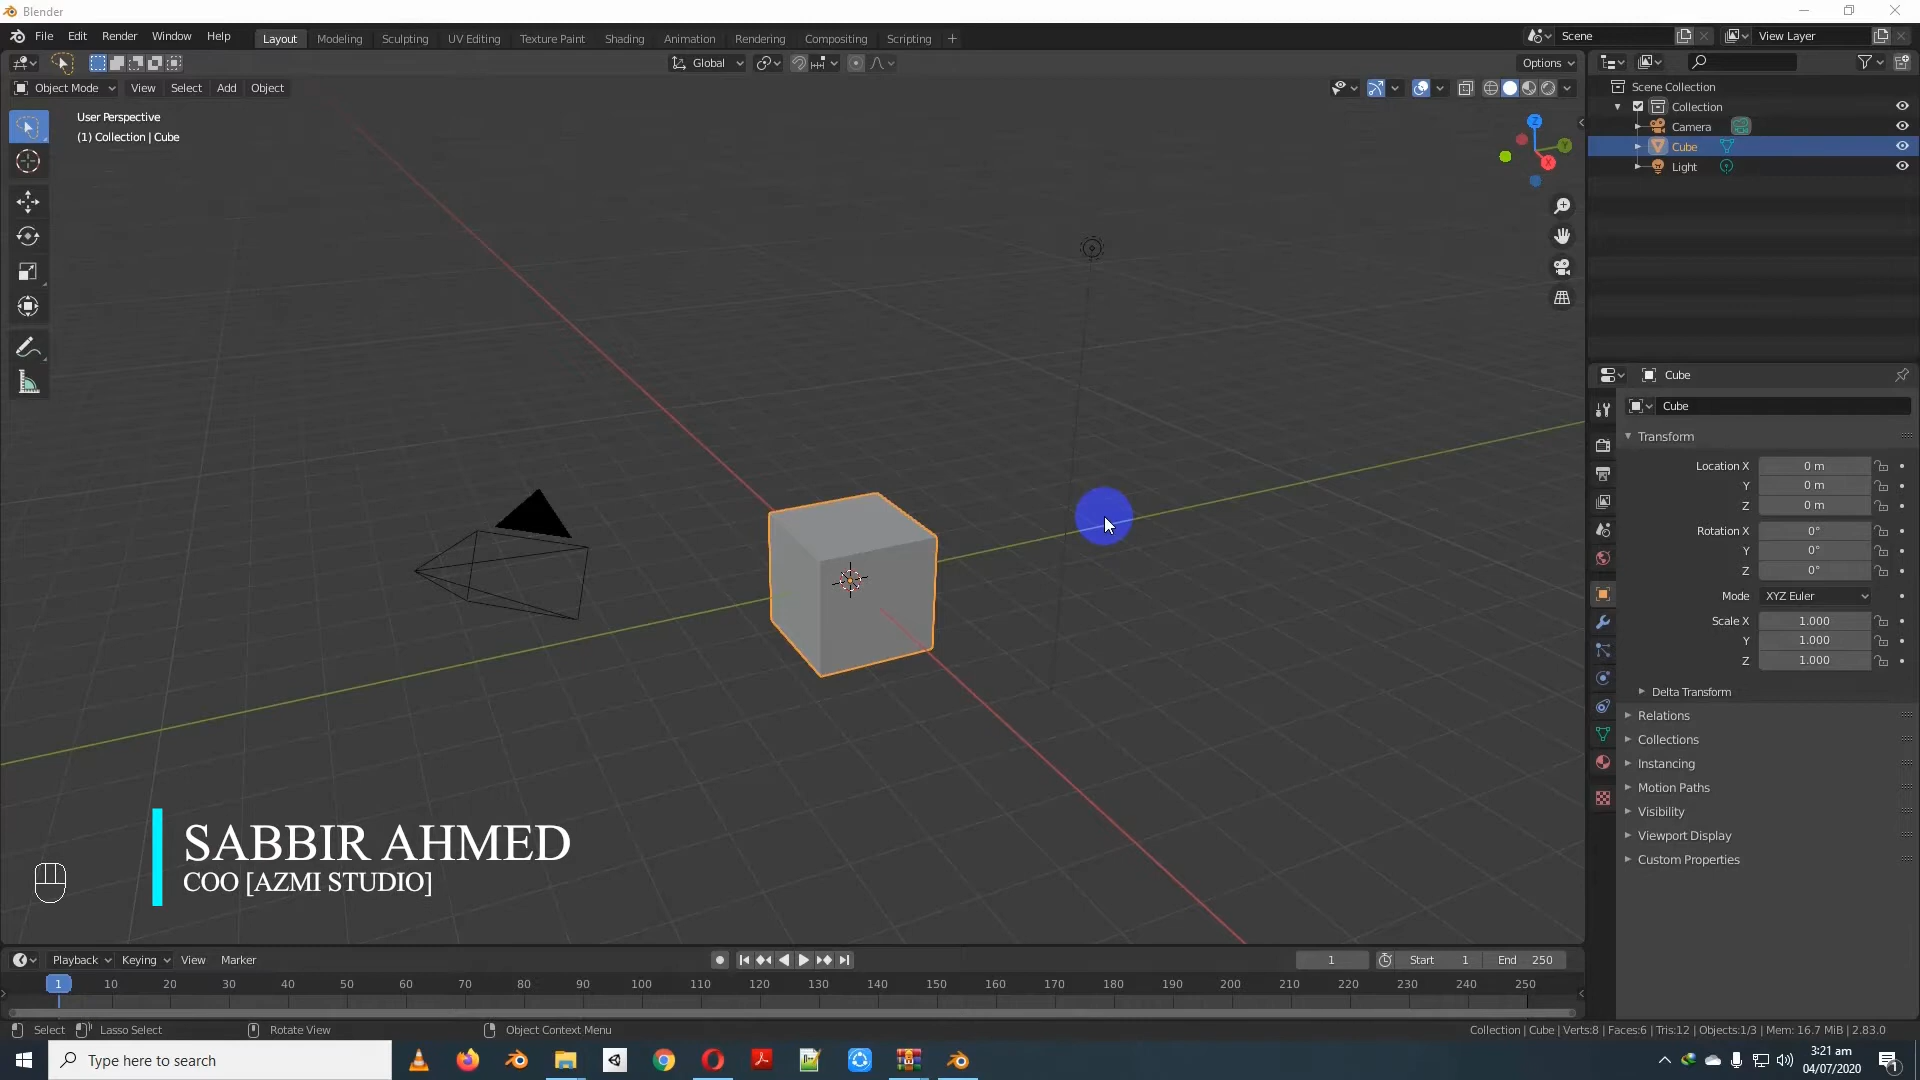 Blender
File Edit Render Window Help
Layout Modeling Sculpting UV Editing Texture Paint Shading Animation Rendering Compositing Scripting +
Scene
View Layer
Global
Options
Object Mode View Select Add Object
User Perspective
(1) Collection | Cube
Z
Y
X
Scene Collection
Collection
Camera
Cube
Light
Cube
Cube
Transform
Location X 0 m
Y 0 m
Z 0 m
Rotation X 0°
Y 0°
Z 0°
Mode XYZ Euler
Scale X 1.000
Y 1.000
Z 1.000
Delta Transform
Relations
Collections
Instancing
Motion Paths
Visibility
Viewport Display
Custom Properties
SABBIR AHMED
COO [AZMI STUDIO]
Playback Keying View Marker
1 Start 1 End 250
1 10 20 30 40 50 60 70 80 90 100 110 120 130 140 150 160 170 180 190 200 210 220 230 240 250
Select Lasso Select Rotate View Object Context Menu
Collection | Cube | Verts:8 | Faces:6 | Tris:12 | Objects:1/3 | Mem: 16.7 MiB | 2.83.0
Type here to search
3:21 am
04/07/2020
1